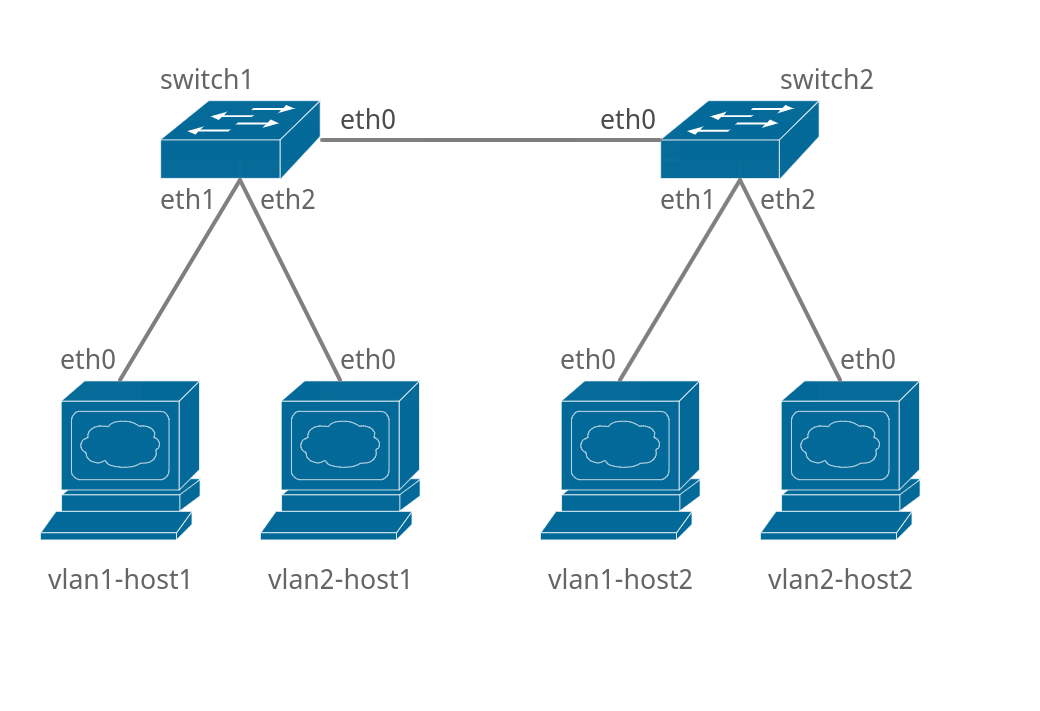 switch1
switch2
eth0
eth0
eth1
eth2
eth1
eth2
eth0
eth0
eth0
eth0
vlan1-host1
vlan2-host1
vlan1-host2
vlan2-host2